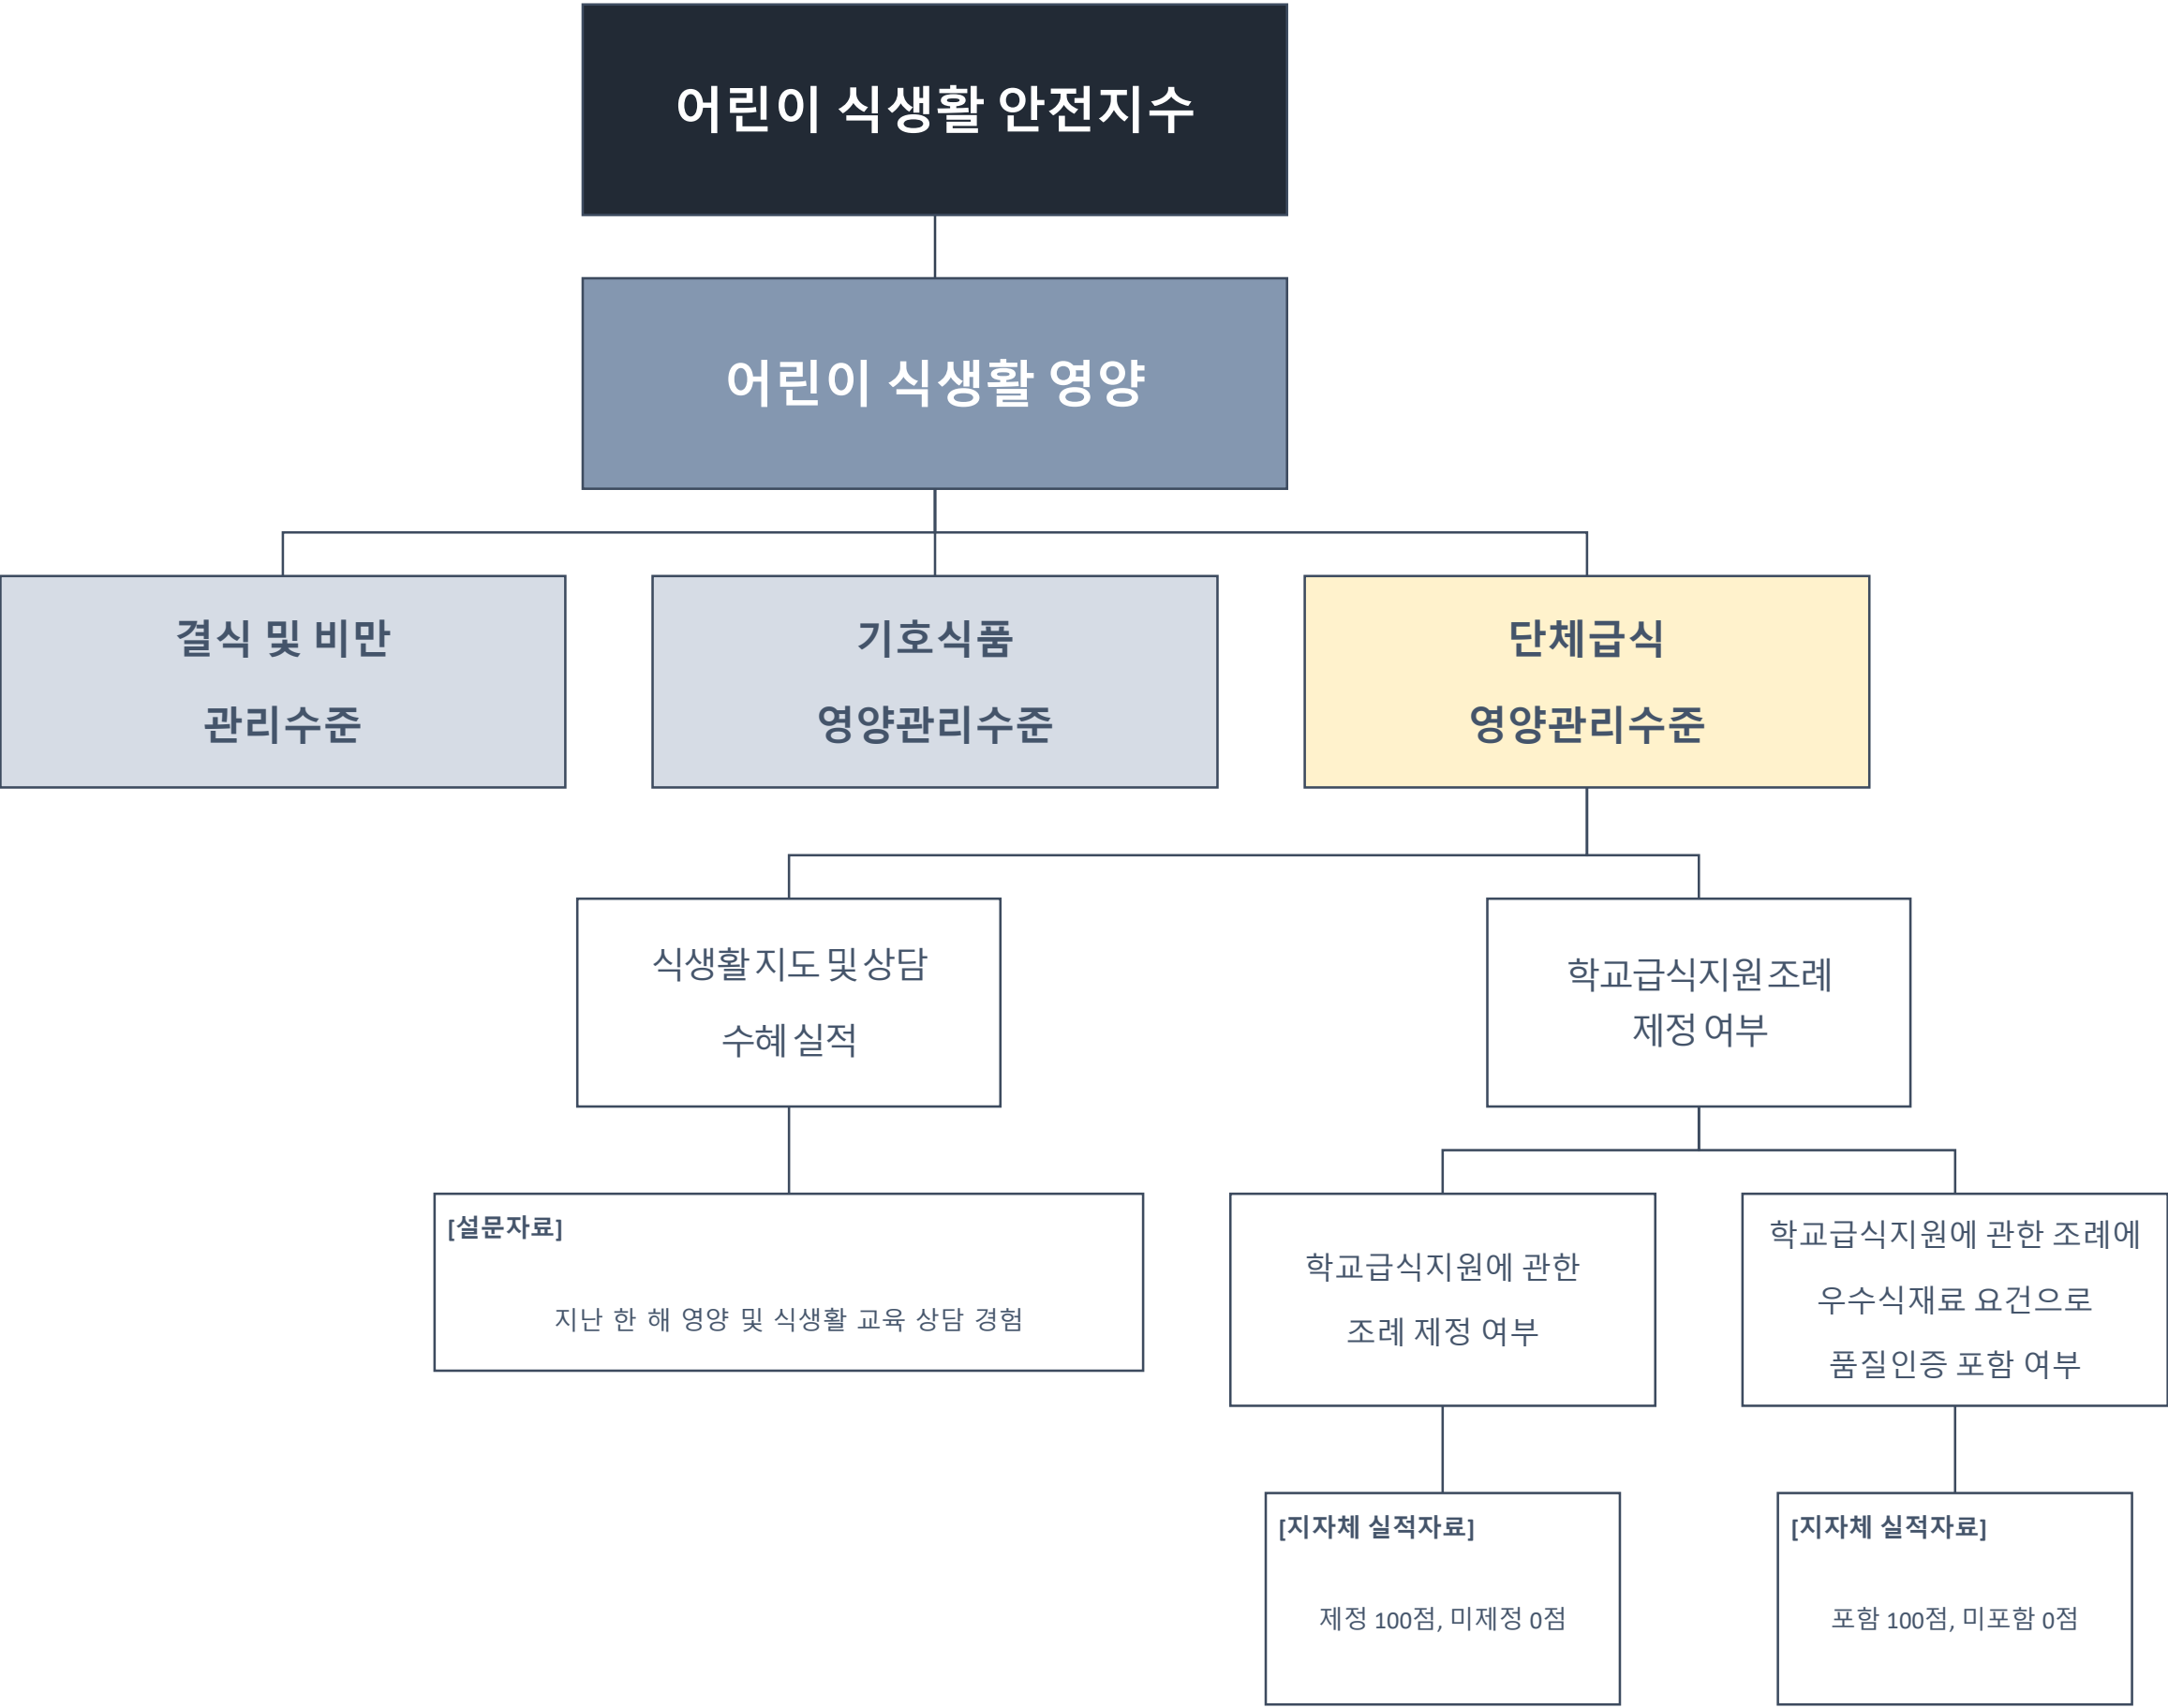 어린이 식생활 안전지수
어린이 식생활 영양
결식 및 비만
관리수준
기호식품
영양관리수준
단체급식
영양관리수준
식생활 지도 및 상담
수혜 실적
학교급식지원 조례
제정 여부
[설문자료]
지난 한 해 영양 및 식생활 교육 상담 경험
학교급식지원에 관한
조례 제정 여부
학교급식지원에 관한 조례에
우수식재료 요건으로
품질인증 포함 여부
[지자체 실적자료]
제정 100점, 미제정 0점
[지자체 실적자료]
포함 100점, 미포함 0점